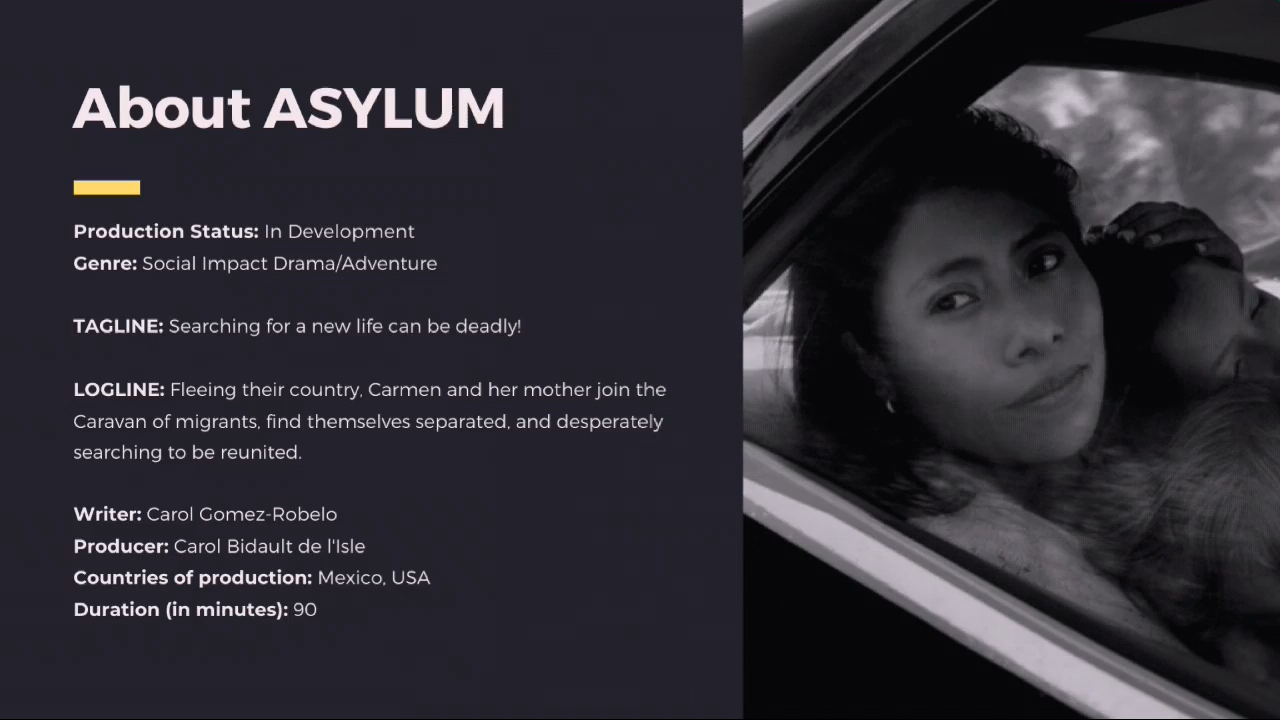 About ASYLUM
Production Status: In Development
Genre: Social Impact Drama/Adventure
TAGLINE: Searching for a new life can be deadly!
LOGLINE: Fleeing their country, Carmen and her mother join the
Caravan of migrants, find themselves separated, and desperately
searching to be reunited.
Writer: Carol Gomez-Robelo
Producer: Carol Bidault de l'Isle
Countries of production: Mexico, USA
Duration (in minutes): 90